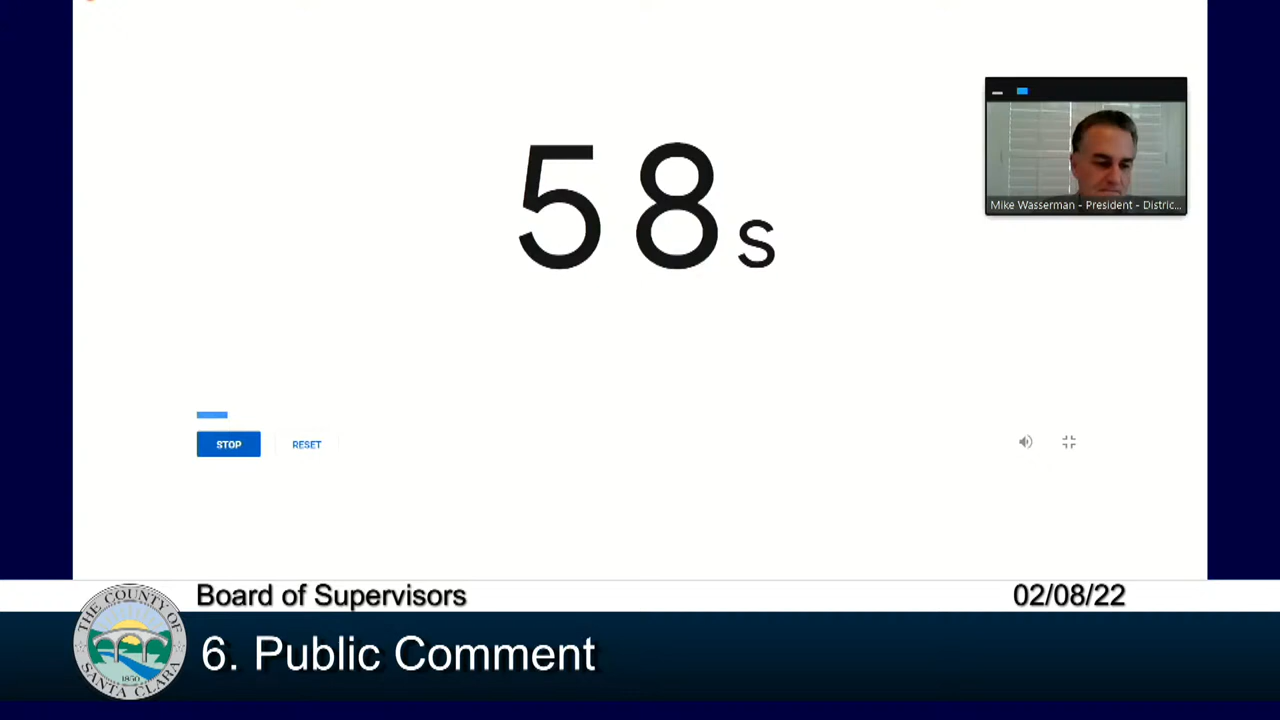 58s
Mike Wasserman - President - Distric...
STOP
RESET
Board of Supervisors
02/08/22
THE COUNTY OF
SANTA CLARA
1850
6. Public Comment